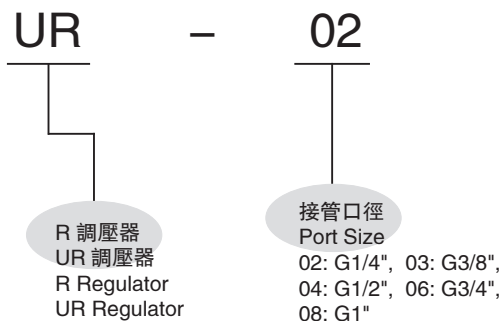 UR – 02
R 調壓器
UR 調壓器
R Regulator
UR Regulator
接管口徑
Port Size
02: G1/4", 03: G3/8",
04: G1/2", 06: G3/4",
08: G1"